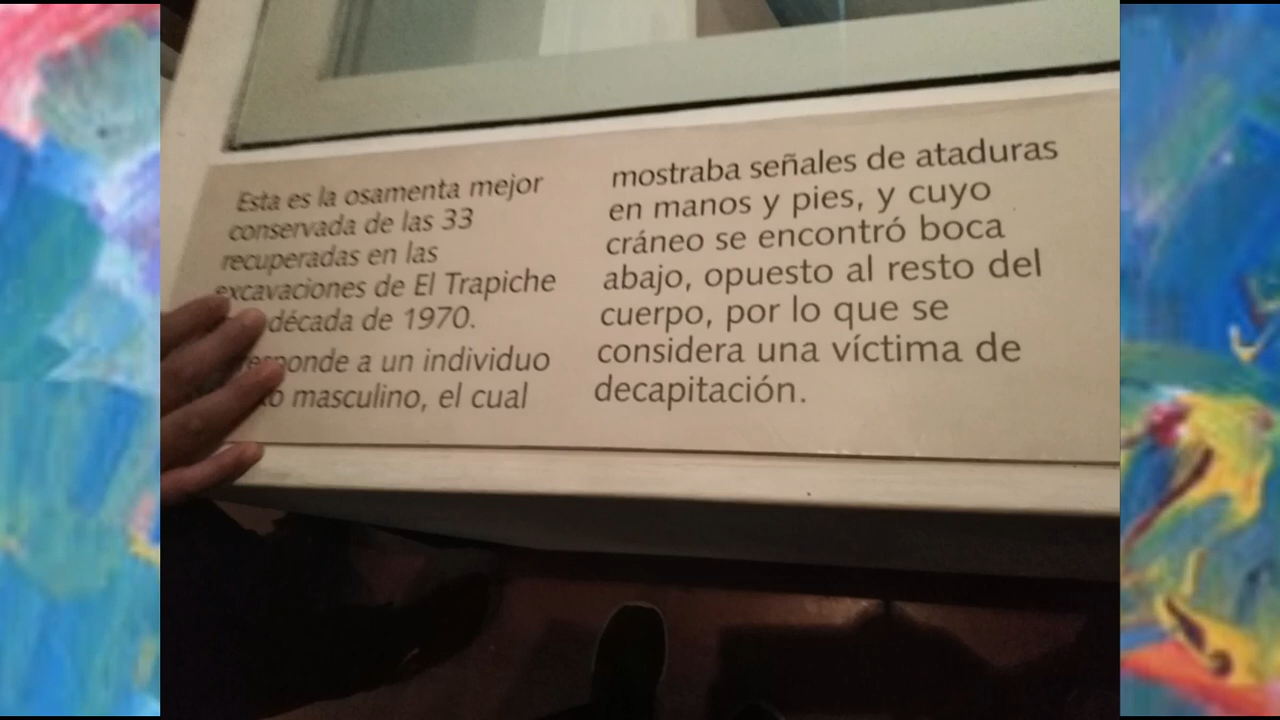 Esta es la osamenta mejor
conservada de las 33
recuperadas en las
excavaciones de El Trapiche
década de 1970.
a un individuo
masculino, el cual
mostraba señales de ataduras
en manos y pies, y cuyo
cráneo se encontró boca
abajo, opuesto al resto del
cuerpo, por lo que se
considera una víctima de
decapitación.